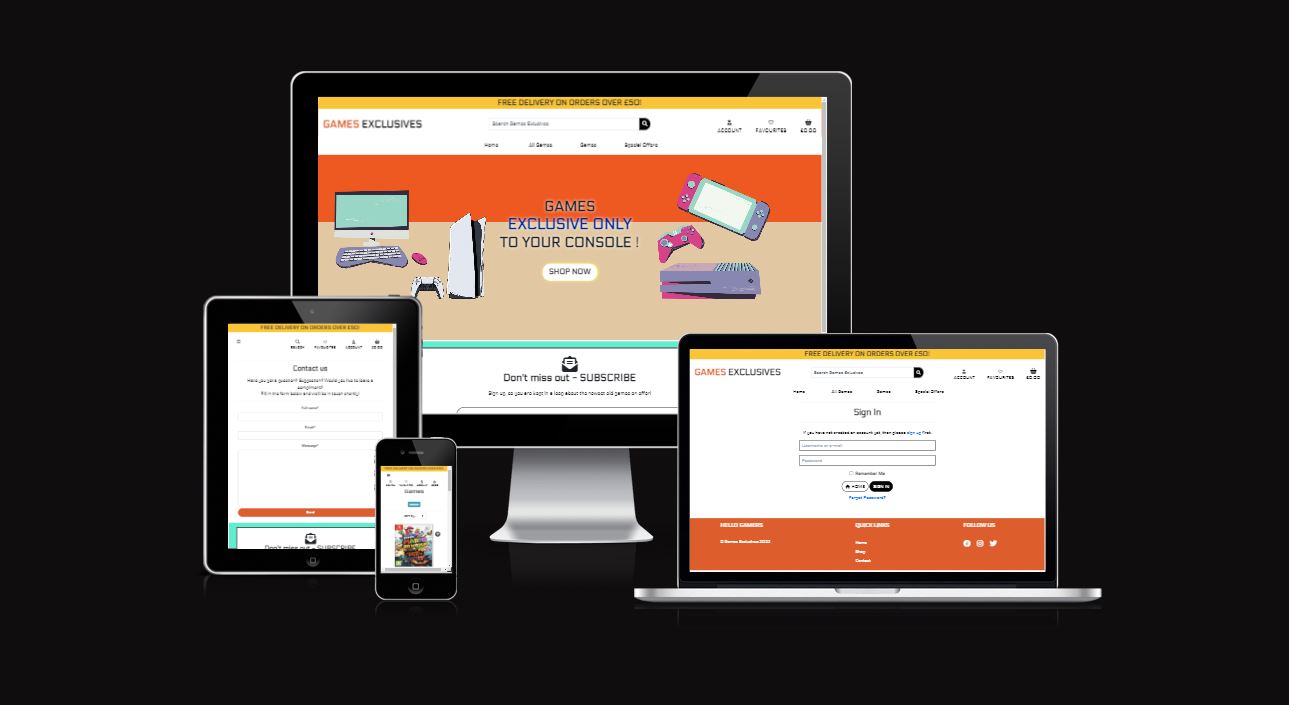 FREE DELIVERY ON ORDERS OVER £50!
GAMES EXCLUSIVES
Search Games Exlusives
ACCOUNT
FAVOURITES
£0.00
Home
All Games
Games
Special Offers
GAMES
EXCLUSIVE ONLY
TO YOUR CONSOLE !
SHOP NOW
Don't miss out - SUBSCRIBE
Sign up, so you are kept in a loop about the newest old games on offer!
FREE DELIVERY ON ORDERS OVER £50!
SEARCH
FAVOURITES
ACCOUNT
£0.00
Contact us
Have you got a question? Suggestion? Would you like to leave a
compliment?
Fill in the form below and we'll be in touch shortly!
Full name*
Email*
Message*
Send
Don't miss out - SUBSCRIBE
FREE DELIVERY ON ORDERS OVER £50!
Games
FREE DELIVERY ON ORDERS OVER £50!
GAMES EXCLUSIVES
Search Games Exlusives
ACCOUNT
FAVOURITES
£0.00
Home
All Games
Games
Special Offers
Sign In
If you have not created an account yet, then please sign up first.
Username or e-mail
Password
Remember Me
HOME
SIGN IN
Forgot Password?
HELLO GAMERS
© Games Exclusives 2022
QUICK LINKS
Home
Shop
Contact
FOLLOW US